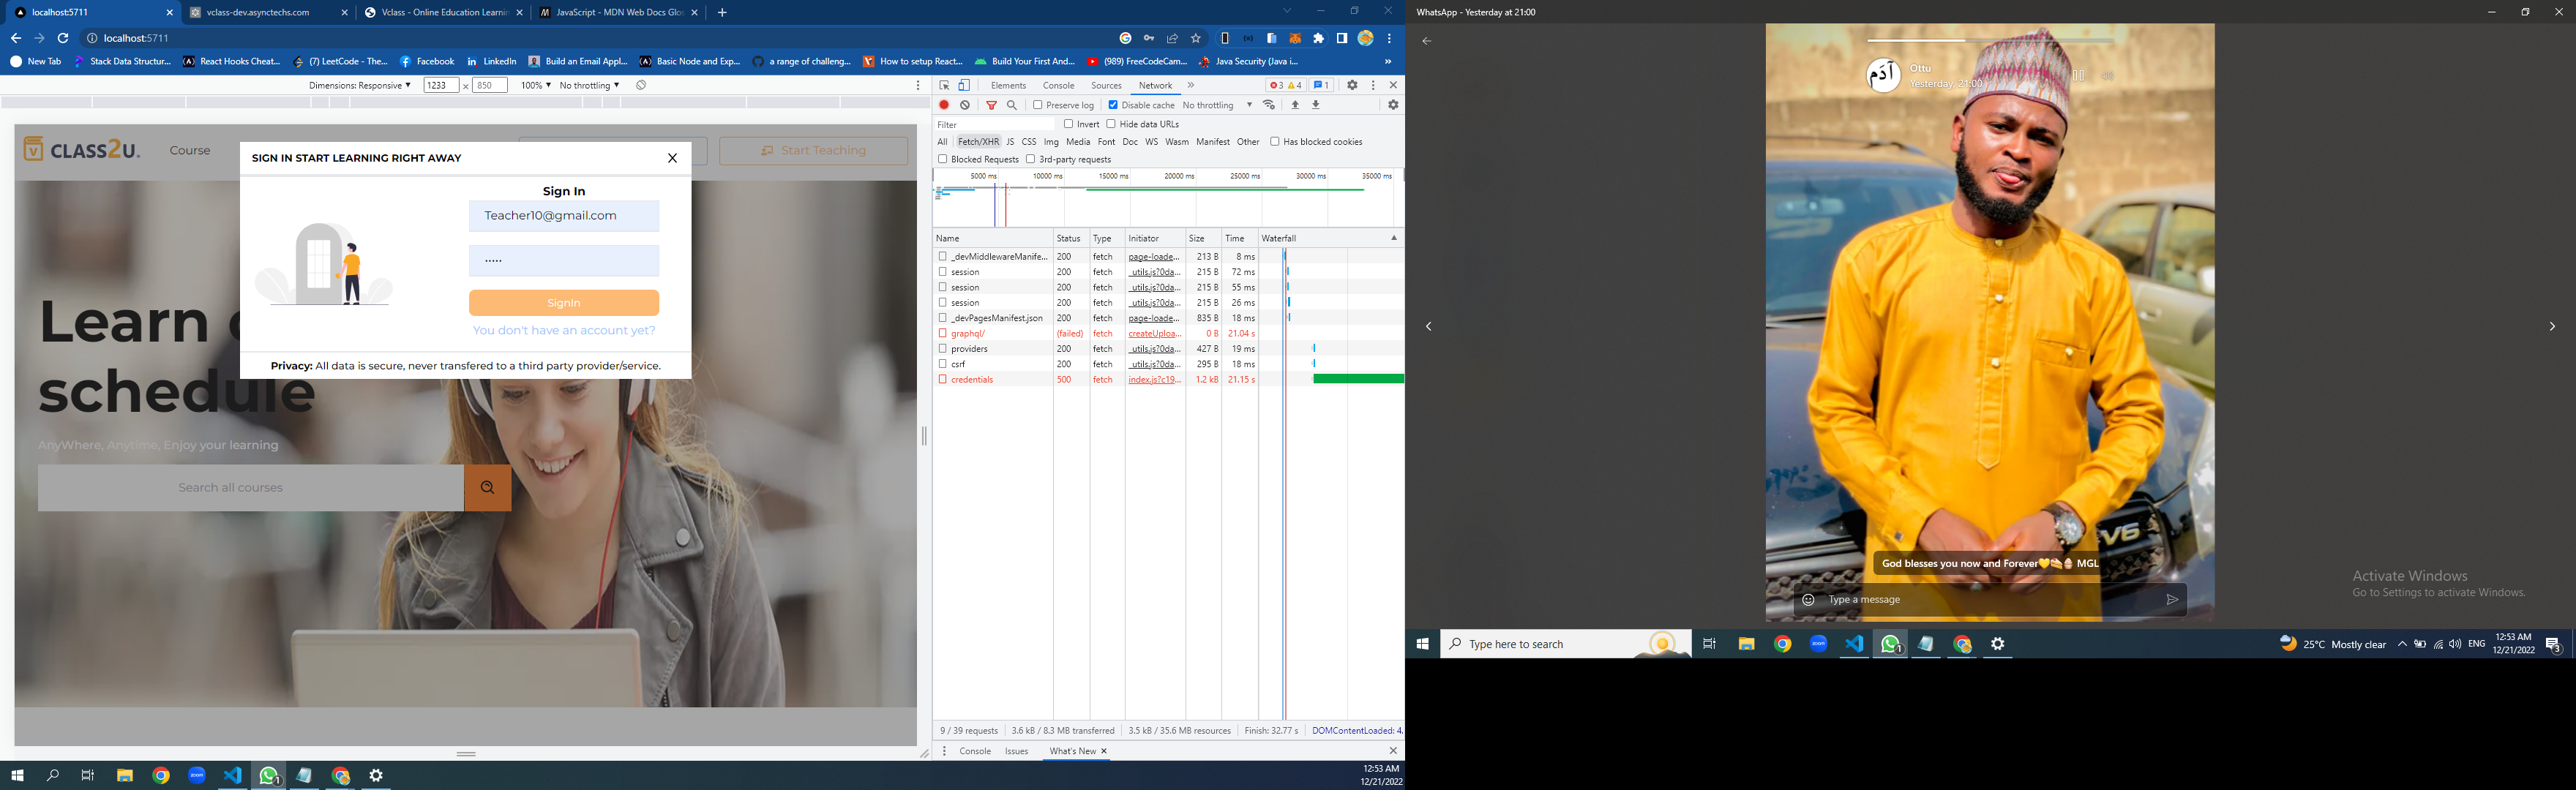 localhost:5711
vclass-dev.asynctechs.com
Vclass - Online Education Learnin
JavaScript - MDN Web Docs Glos
localhost:5711
New Tab
Stack Data Structur...
React Hooks Cheat...
(7) LeetCode - The...
Facebook
LinkedIn
Build an Email Appl...
Basic Node and Exp...
a range of challeng...
How to setup React...
Build Your First And...
(989) FreeCodeCam...
Java Security (Java i...
»
Dimensions: Responsive ▼ 1233 × 850 100% ▼ No throttling ▼
CLASS2U.
Course
Start Teaching
SIGN IN START LEARNING RIGHT AWAY
X
Sign In
Teacher10@gmail.com
•••••
SignIn
You don't have an account yet?
Privacy: All data is secure, never transfered to a third party provider/service.
Learn
schedule
AnyWhere, Anytime, Enjoy your learning
Search all courses
Elements Console Sources Network » 3 4 1
Preserve log Disable cache No throttling
Filter Invert Hide data URLs
All Fetch/XHR JS CSS Img Media Font Doc WS Wasm Manifest Other Has blocked cookies
Blocked Requests 3rd-party requests
5000 ms 10000 ms 15000 ms 20000 ms 25000 ms 30000 ms 35000 ms
Name Status Type Initiator Size Time Waterfall
_devMiddlewareManife... 200 fetch page-loade... 213 B 8 ms
session 200 fetch _utils.js?0da... 215 B 72 ms
session 200 fetch _utils.js?0da... 215 B 55 ms
session 200 fetch _utils.js?0da... 215 B 26 ms
_devPagesManifest.json 200 fetch page-loade... 835 B 18 ms
graphql/ (failed) fetch createUploa... 0 B 21.04 s
providers 200 fetch _utils.js?0da... 427 B 19 ms
csrf 200 fetch _utils.js?0da... 295 B 18 ms
credentials 500 fetch index.js?c19... 1.2 kB 21.15 s
9 / 39 requests 3.6 kB / 8.3 MB transferred 3.5 kB / 35.6 MB resources Finish: 32.77 s DOMContentLoaded: 4.
Console Issues What's New
zoom
1
12:53 AM
12/21/2022
WhatsApp - Yesterday at 21:00
آدَم
Ottu
Yesterday, 21:00
V6
God blesses you now and Forever💛🍰🧁 MGL
Type a message
Activate Windows
Go to Settings to activate Windows.
Type here to search
zoom
1
25°C Mostly clear
ENG
12:53 AM
12/21/2022
3